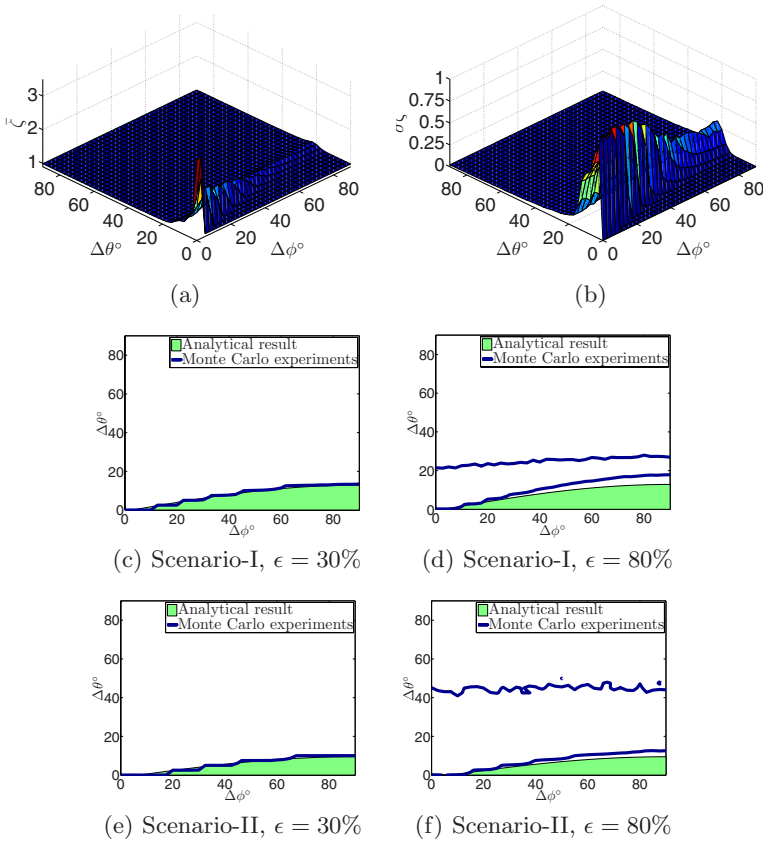 3
2
1
ζ̄
80
60
40
20
0
0
20
40
60
80
Δθ°
Δϕ°
(a)
1
0.75
0.5
0.25
0
σζ
80
60
40
20
0
0
20
40
60
80
Δθ°
Δϕ°
(b)
Analytical result
Monte Carlo experiments
80
60
40
20
0
Δθ°
0
20
40
60
80
Δϕ°
(c) Scenario-I, ϵ = 30%
Analytical result
Monte Carlo experiments
80
60
40
20
0
Δθ°
0
20
40
60
80
Δϕ°
(d) Scenario-I, ϵ = 80%
Analytical result
Monte Carlo experiments
80
60
40
20
0
Δθ°
0
20
40
60
80
Δϕ°
(e) Scenario-II, ϵ = 30%
Analytical result
Monte Carlo experiments
80
60
40
20
0
Δθ°
0
20
40
60
80
Δϕ°
(f) Scenario-II, ϵ = 80%